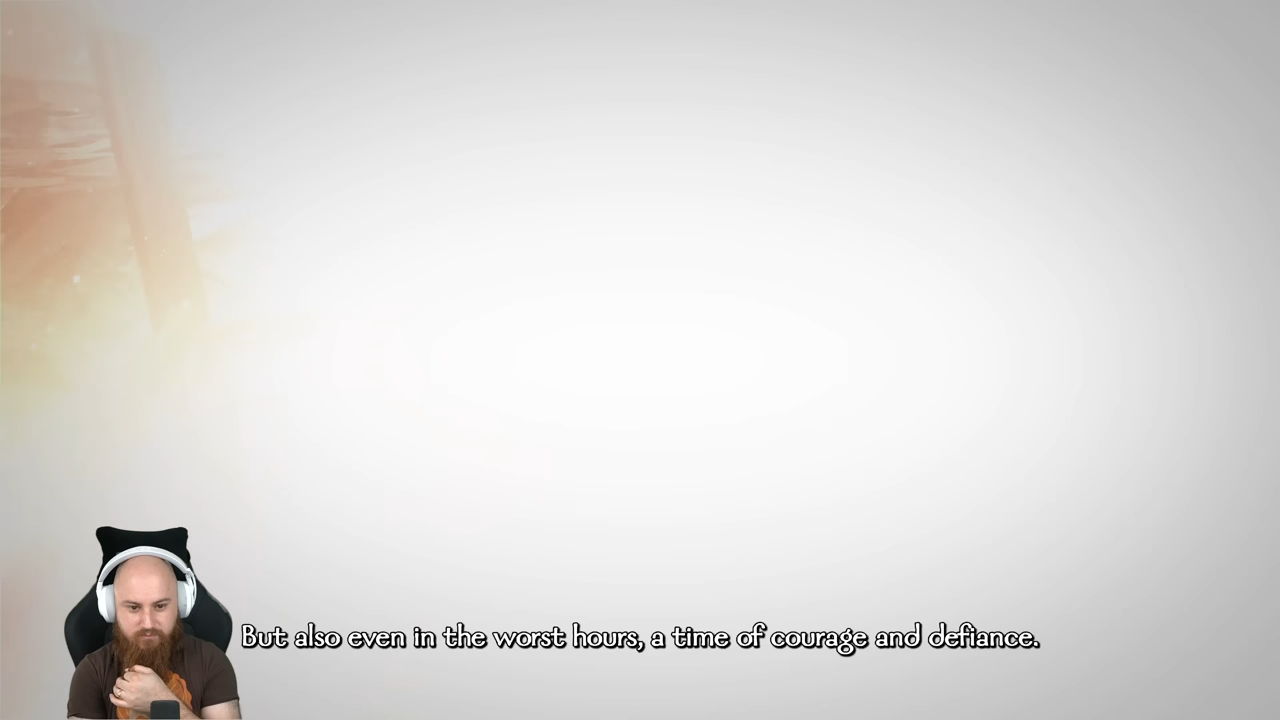 But also even in the worst hours, a time of courage and defiance.